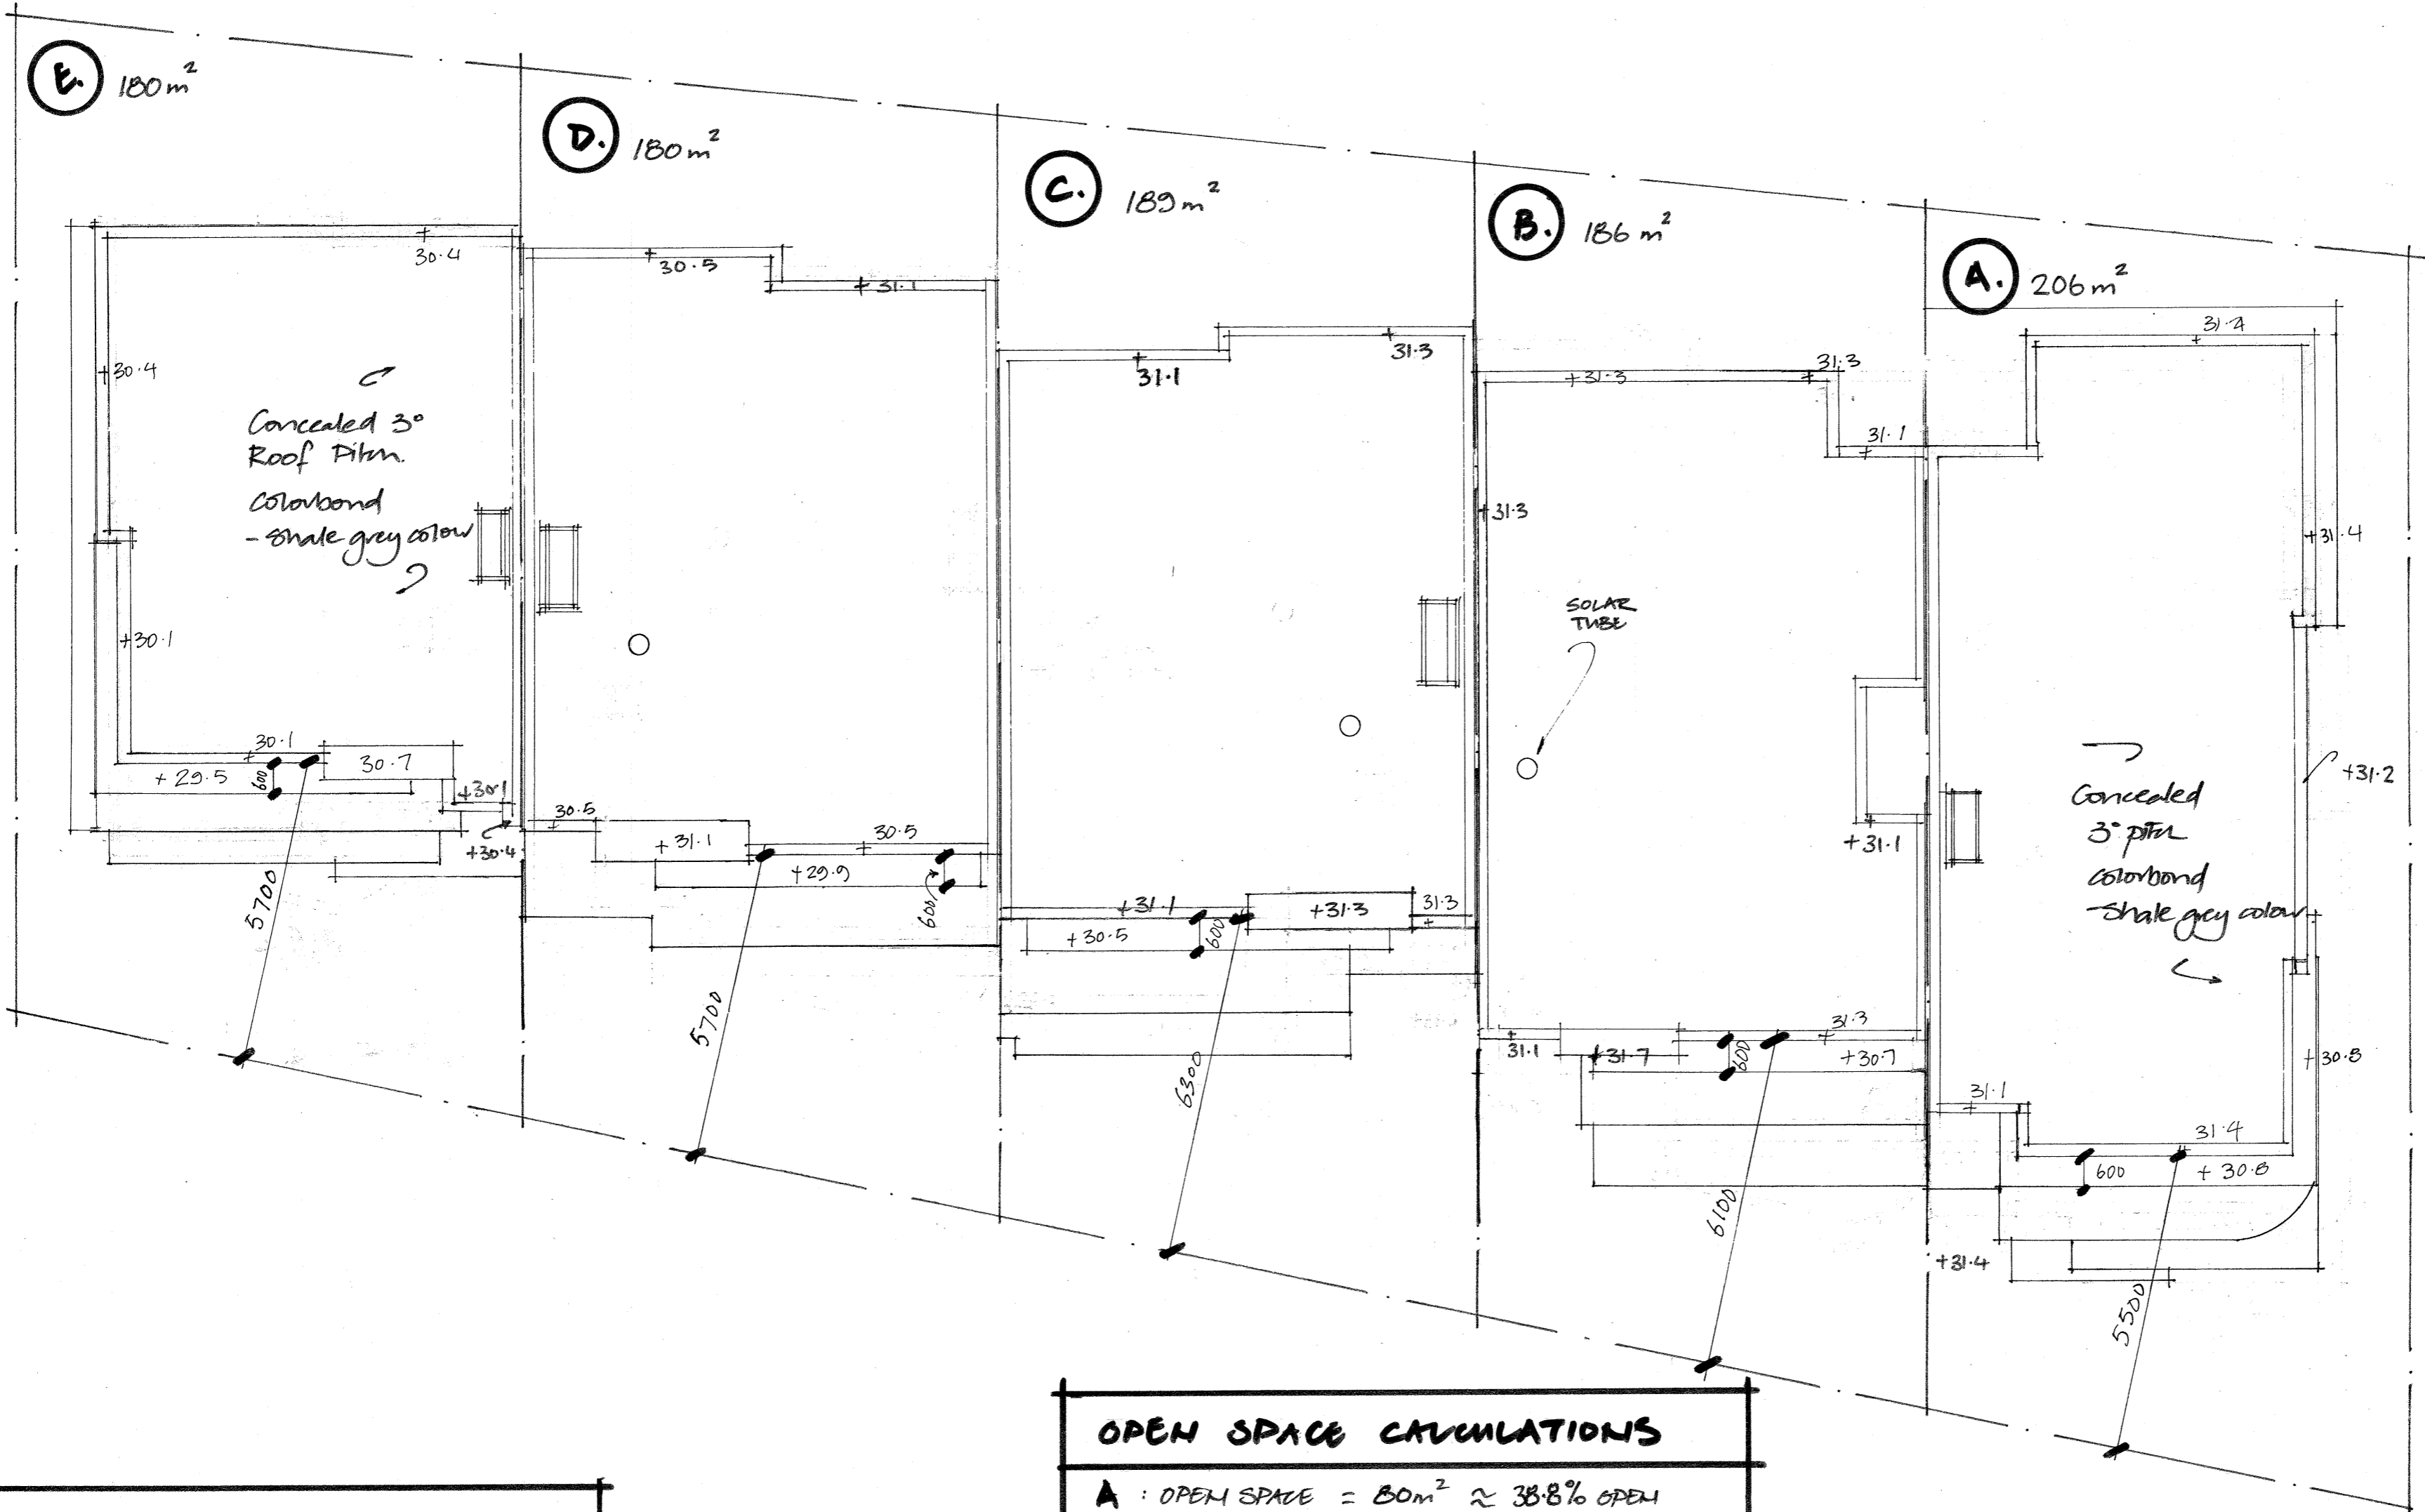 E. 180m²
30.4
+30.4
Concealed 3°
Roof Pitch
Colorbond
- Shale grey colour
+30.1
30.1
+29.5
600
30.7
+30.1
+30.4
5700
D. 180m²
30.5
+31.1
30.5
+31.1
30.5
+29.9
600
5700
C. 189m²
31.1
31.3
+31.1
+31.3
31.3
+30.5
600
6300
B. 186m²
+31.3
31.3
31.1
+31.3
SOLAR
TUBE
+31.1
31.1
+31.7
600
31.3
+30.7
6100
A. 206m²
31.4
+31.4
+31.2
Concealed
3° pitch
colorbond
- Shale grey colour
+30.8
31.1
31.4
600
+30.8
+31.4
5500
OPEN SPACE CALCULATIONS
A : OPEN SPACE = 80m² ≈ 38.8% OPEN